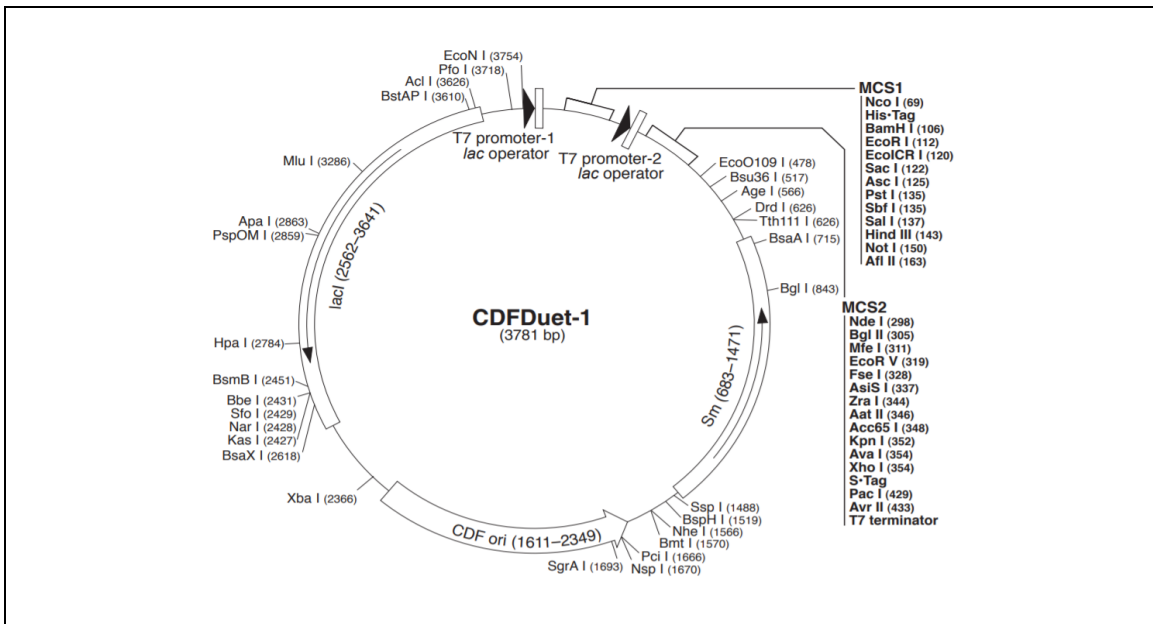 EcoN I (3754)
Pfo I (3718)
Acl I (3626)
BstAP I (3610)
Mlu I (3286)
Apa I (2863)
PspOM I (2859)
Hpa I (2784)
BsmB I (2451)
Bbe I (2431)
Sfo I (2429)
Nar I (2428)
Kas I (2427)
BsaX I (2618)
Xba I (2366)
T7 promoter-1
lac operator
T7 promoter-2
lac operator
lacI (2562–3641)
CDFDuet-1
(3781 bp)
Sm (683–1471)
CDF ori (1611–2349)
EcoO109 I (478)
Bsu36 I (517)
Age I (566)
Drd I (626)
Tth111 I (626)
BsaA I (715)
Bgl I (843)
Ssp I (1488)
BspH I (1519)
Nhe I (1566)
Bmt I (1570)
Pci I (1666)
Nsp I (1670)
SgrA I (1693)
MCS1
Nco I (69)
His•Tag
BamH I (106)
EcoR I (112)
EcoICR I (120)
Sac I (122)
Asc I (125)
Pst I (135)
Sbf I (135)
Sal I (137)
Hind III (143)
Not I (150)
Afl II (163)
MCS2
Nde I (298)
Bgl II (305)
Mfe I (311)
EcoR V (319)
Fse I (328)
AsiS I (337)
Zra I (344)
Aat II (346)
Acc65 I (348)
Kpn I (352)
Ava I (354)
Xho I (354)
S•Tag
Pac I (429)
Avr II (433)
T7 terminator